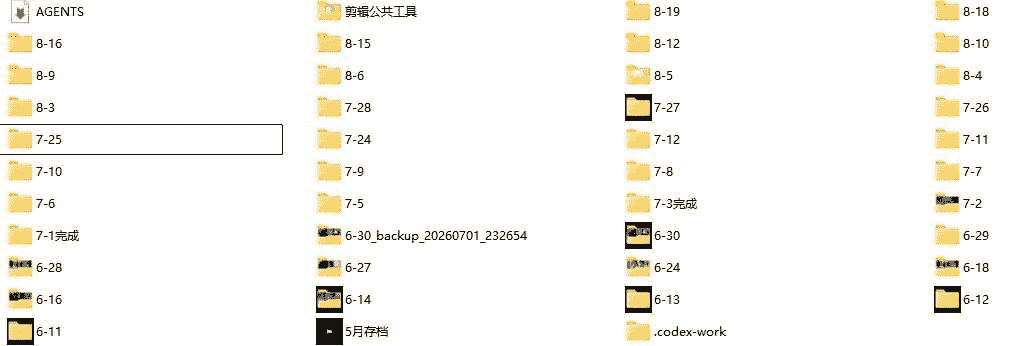 AGENTS 剪辑公共工具 8-19 8-18
8-16 8-15 8-12 8-10
8-9 8-6 8-5 8-4
8-3 7-28 7-27 7-26
7-25 7-24 7-12 7-11
7-10 7-9 7-8 7-7
7-6 7-5 7-3完成 7-2
7-1完成 6-30_backup_20260701_232654 6-30 6-29
6-28 6-27 6-24 6-18
6-16 6-14 6-13 6-12
6-11 5月存档 .codex-work